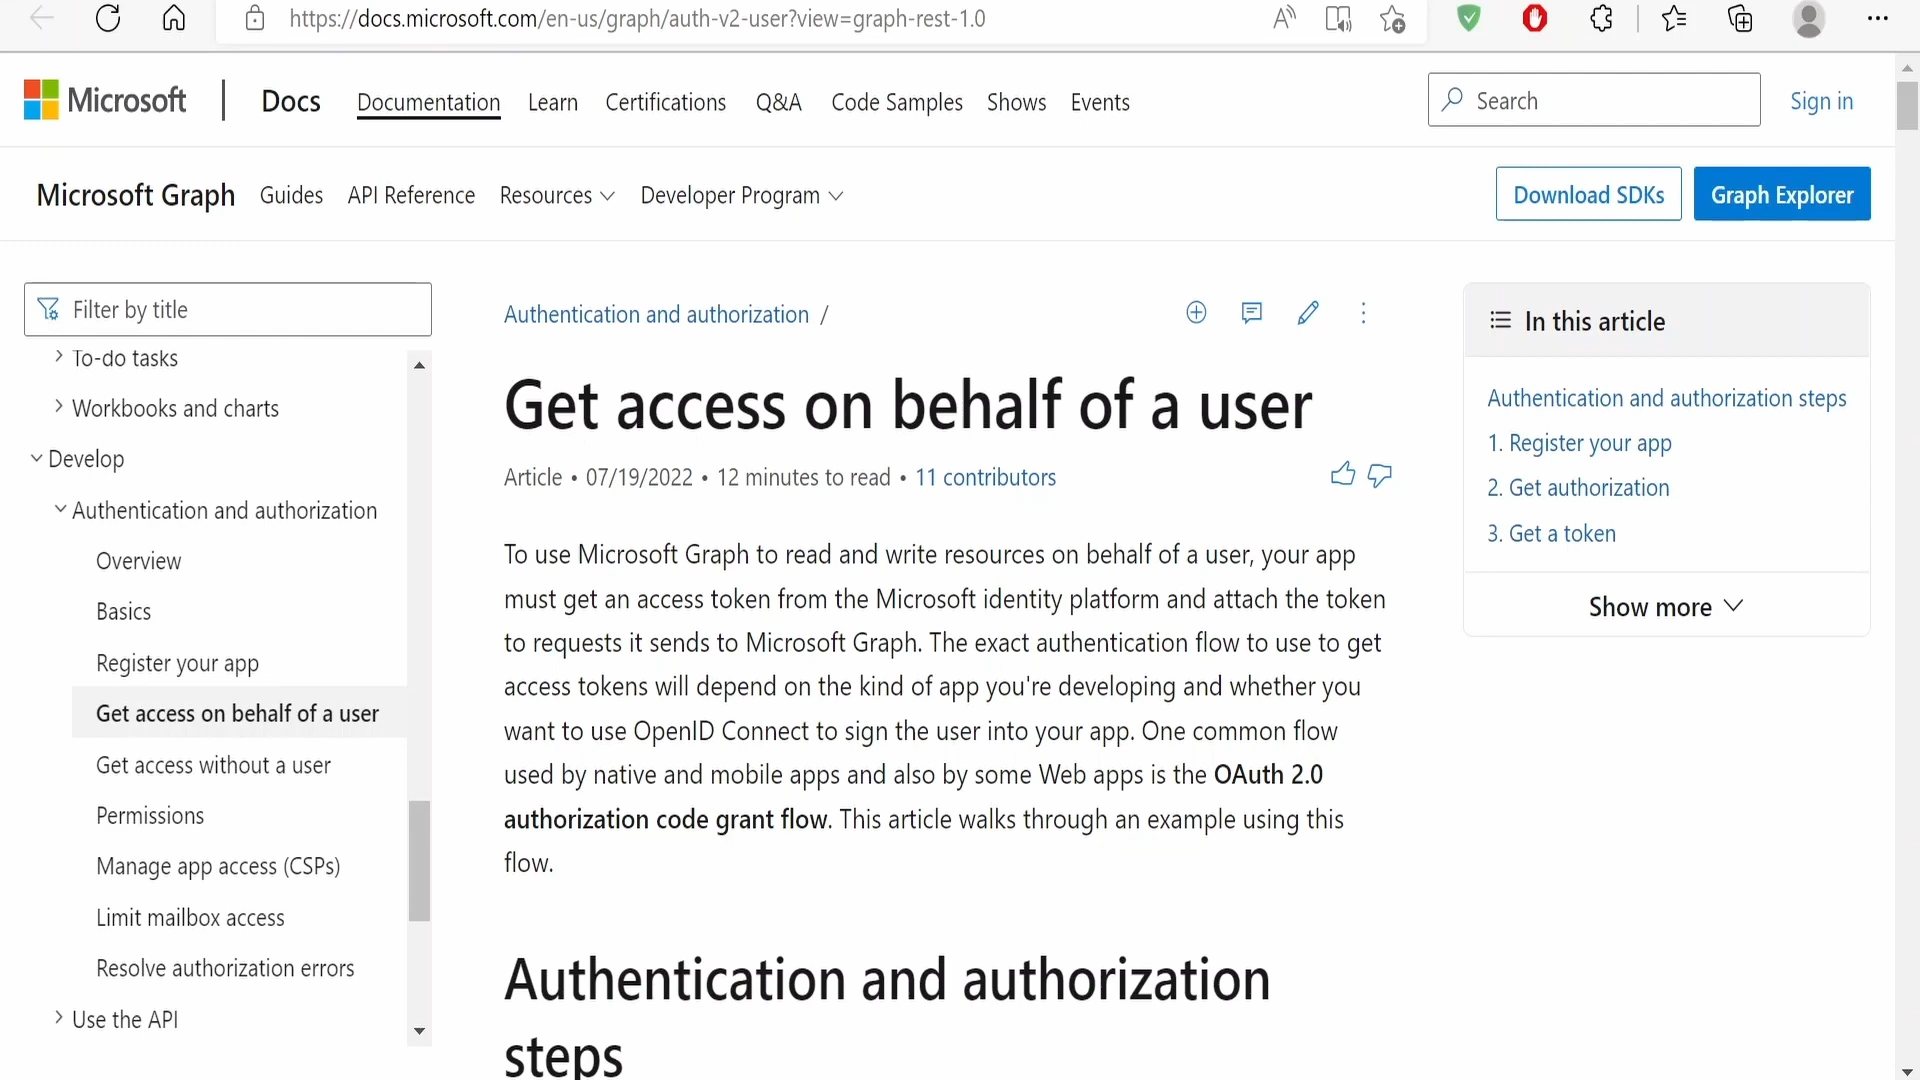 https://docs.microsoft.com/en-us/graph/auth-v2-user?view=graph-rest-1.0
Microsoft
Docs
Documentation
Learn
Certifications
Q&A
Code Samples
Shows
Events
Search
Sign in
Microsoft Graph
Guides
API Reference
Resources
Developer Program
Download SDKs
Graph Explorer
Filter by title
To-do tasks
Workbooks and charts
Develop
Authentication and authorization
Overview
Basics
Register your app
Get access on behalf of a user
Get access without a user
Permissions
Manage app access (CSPs)
Limit mailbox access
Resolve authorization errors
Use the API
Authentication and authorization /
Get access on behalf of a user
Article • 07/19/2022 • 12 minutes to read • 11 contributors
To use Microsoft Graph to read and write resources on behalf of a user, your app
must get an access token from the Microsoft identity platform and attach the token
to requests it sends to Microsoft Graph. The exact authentication flow to use to get
access tokens will depend on the kind of app you're developing and whether you
want to use OpenID Connect to sign the user into your app. One common flow
used by native and mobile apps and also by some Web apps is the OAuth 2.0
authorization code grant flow. This article walks through an example using this
flow.
Authentication and authorization
steps
In this article
Authentication and authorization steps
1. Register your app
2. Get authorization
3. Get a token
Show more